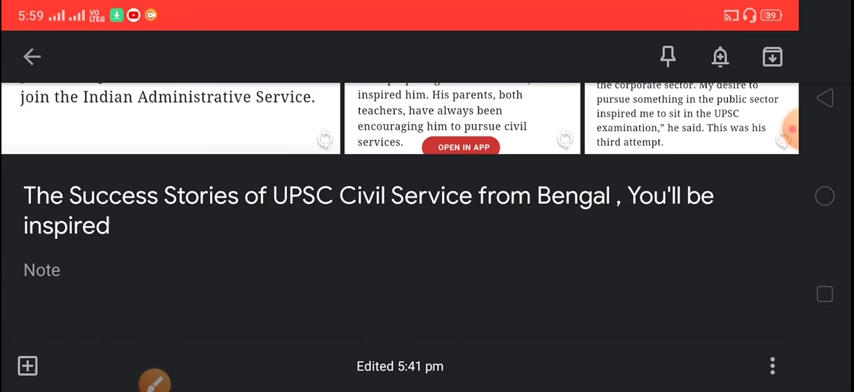 5:59
VO
LTEQ
39
join the Indian Administrative Service.
inspired him. His parents, both
teachers, have always been
encouraging him to pursue civil
services.
OPEN IN APP
the corporate sector. My desire to
pursue something in the public sector
inspired me to sit in the UPSC
examination,” he said. This was his
third attempt.
The Success Stories of UPSC Civil Service from Bengal , You'll be
inspired
Note
Edited 5:41 pm